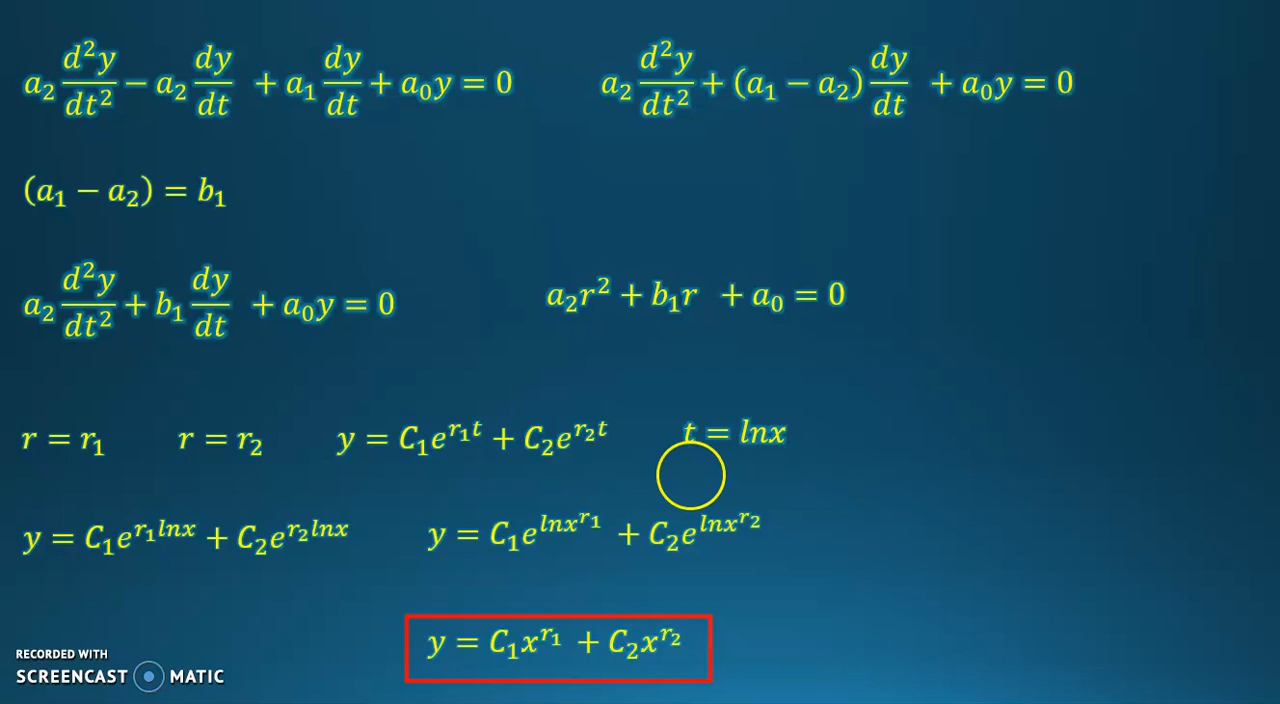 a₂ d²y/dt² − a₂ dy/dt + a₁ dy/dt + a₀y = 0
a₂ d²y/dt² + (a₁ − a₂) dy/dt + a₀y = 0
(a₁ − a₂) = b₁
a₂ d²y/dt² + b₁ dy/dt + a₀y = 0
a₂r² + b₁r + a₀ = 0
r = r₁
r = r₂
y = C₁e^{r₁t} + C₂e^{r₂t}
t = lnx
y = C₁e^{r₁lnx} + C₂e^{r₂lnx}
y = C₁e^{lnx^{r₁}} + C₂e^{lnx^{r₂}}
y = C₁x^{r₁} + C₂x^{r₂}
RECORDED WITH
SCREENCAST MATIC